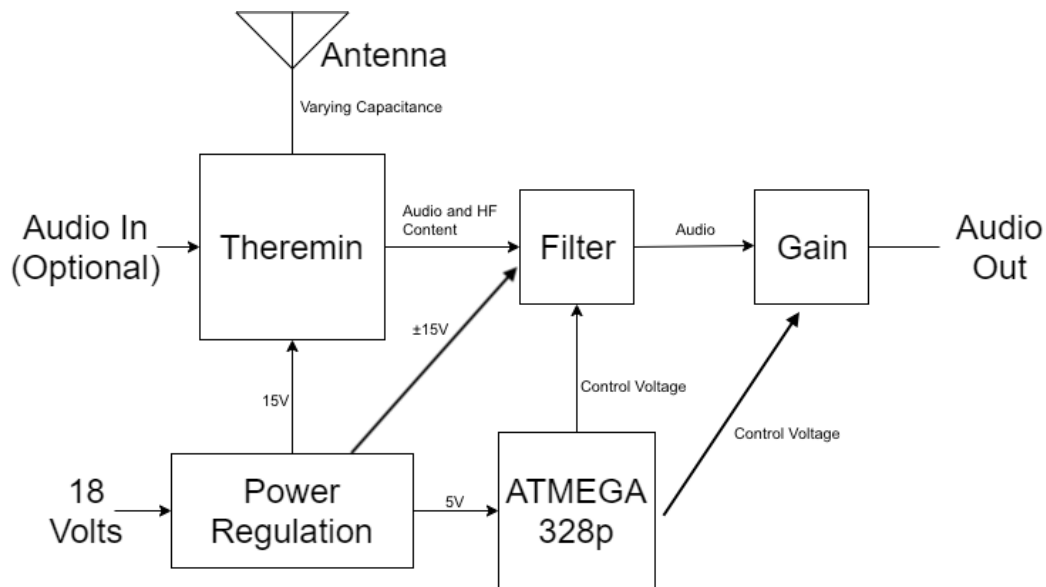 Antenna
Varying Capacitance
Audio In
(Optional)
Theremin
Audio and HF
Content
Filter
Audio
Gain
Audio
Out
±15V
15V
Control Voltage
Control Voltage
18
Volts
Power
Regulation
5V
ATMEGA
328p